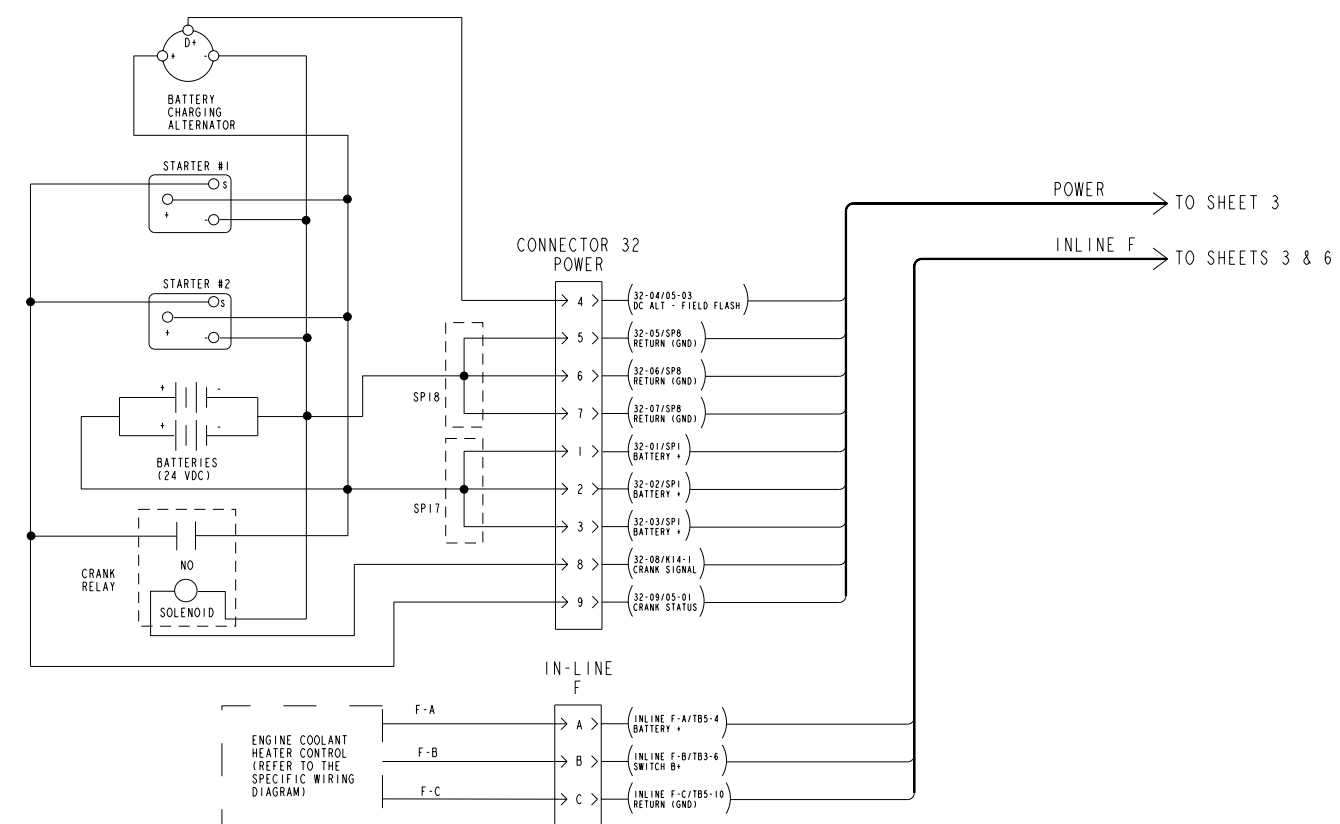 D+
+ -
BATTERY
CHARGING
ALTERNATOR
STARTER #1
S
+
-
STARTER #2
S
+
-
+ -
+ -
BATTERIES
(24 VDC)
CRANK
RELAY
NO
SOLENOID
SP18
SP17
CONNECTOR 32
POWER
4
32-04/05-03
DC ALT - FIELD FLASH
5
32-05/SP8
RETURN (GND)
6
32-06/SP8
RETURN (GND)
7
32-07/SP8
RETURN (GND)
1
32-01/SP1
BATTERY +
2
32-02/SP1
BATTERY +
3
32-03/SP1
BATTERY +
8
32-08/K14-1
CRANK SIGNAL
9
32-09/05-01
CRANK STATUS
POWER
TO SHEET 3
INLINE F
TO SHEETS 3 & 6
IN-LINE
F
ENGINE COOLANT
HEATER CONTROL
(REFER TO THE
SPECIFIC WIRING
DIAGRAM)
F-A
A
INLINE F-A/TB5-4
BATTERY +
F-B
B
INLINE F-B/TB3-6
SWITCH B+
F-C
C
INLINE F-C/TB5-10
RETURN (GND)